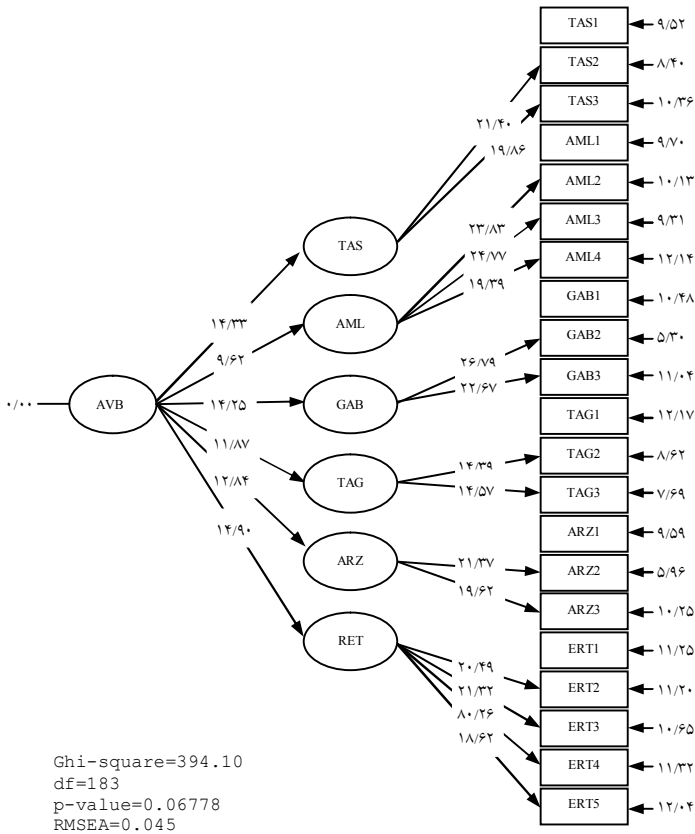 TAS1 ۹/۵۲
TAS2 ۸/۴۰
TAS3 ۱۰/۳۶
۲۱/۴۰
۱۹/۸۶
AML1 ۹/۷۰
AML2 ۱۰/۱۳
AML3 ۹/۳۱
۲۳/۸۳
TAS
۲۴/۷۷
AML4 ۱۲/۱۴
۱۹/۳۹
GAB1 ۱۰/۴۸
۱۴/۳۳
AML
GAB2 ۵/۳۰
۹/۶۲
۲۶/۷۹
GAB3 ۱۱/۰۴
۲۲/۶۷
۰/۰۰ AVB
۱۴/۲۵
GAB
TAG1 ۱۲/۱۷
۱۱/۸۷
TAG2 ۸/۶۲
۱۴/۳۹
۱۲/۸۴
TAG
۱۴/۵۷
TAG3 ۷/۶۹
۱۴/۹۰
ARZ1 ۹/۵۹
ARZ
۲۱/۳۷
ARZ2 ۵/۹۶
۱۹/۶۲
ARZ3 ۱۰/۲۵
RET
ERT1 ۱۱/۲۵
۲۰/۴۹
ERT2 ۱۱/۲۰
۲۱/۳۲
ERT3 ۱۰/۶۵
۸۰/۲۶
۱۸/۶۲
ERT4 ۱۱/۳۲
ERT5 ۱۲/۰۴
Ghi-square=394.10
df=183
p-value=0.06778
RMSEA=0.045